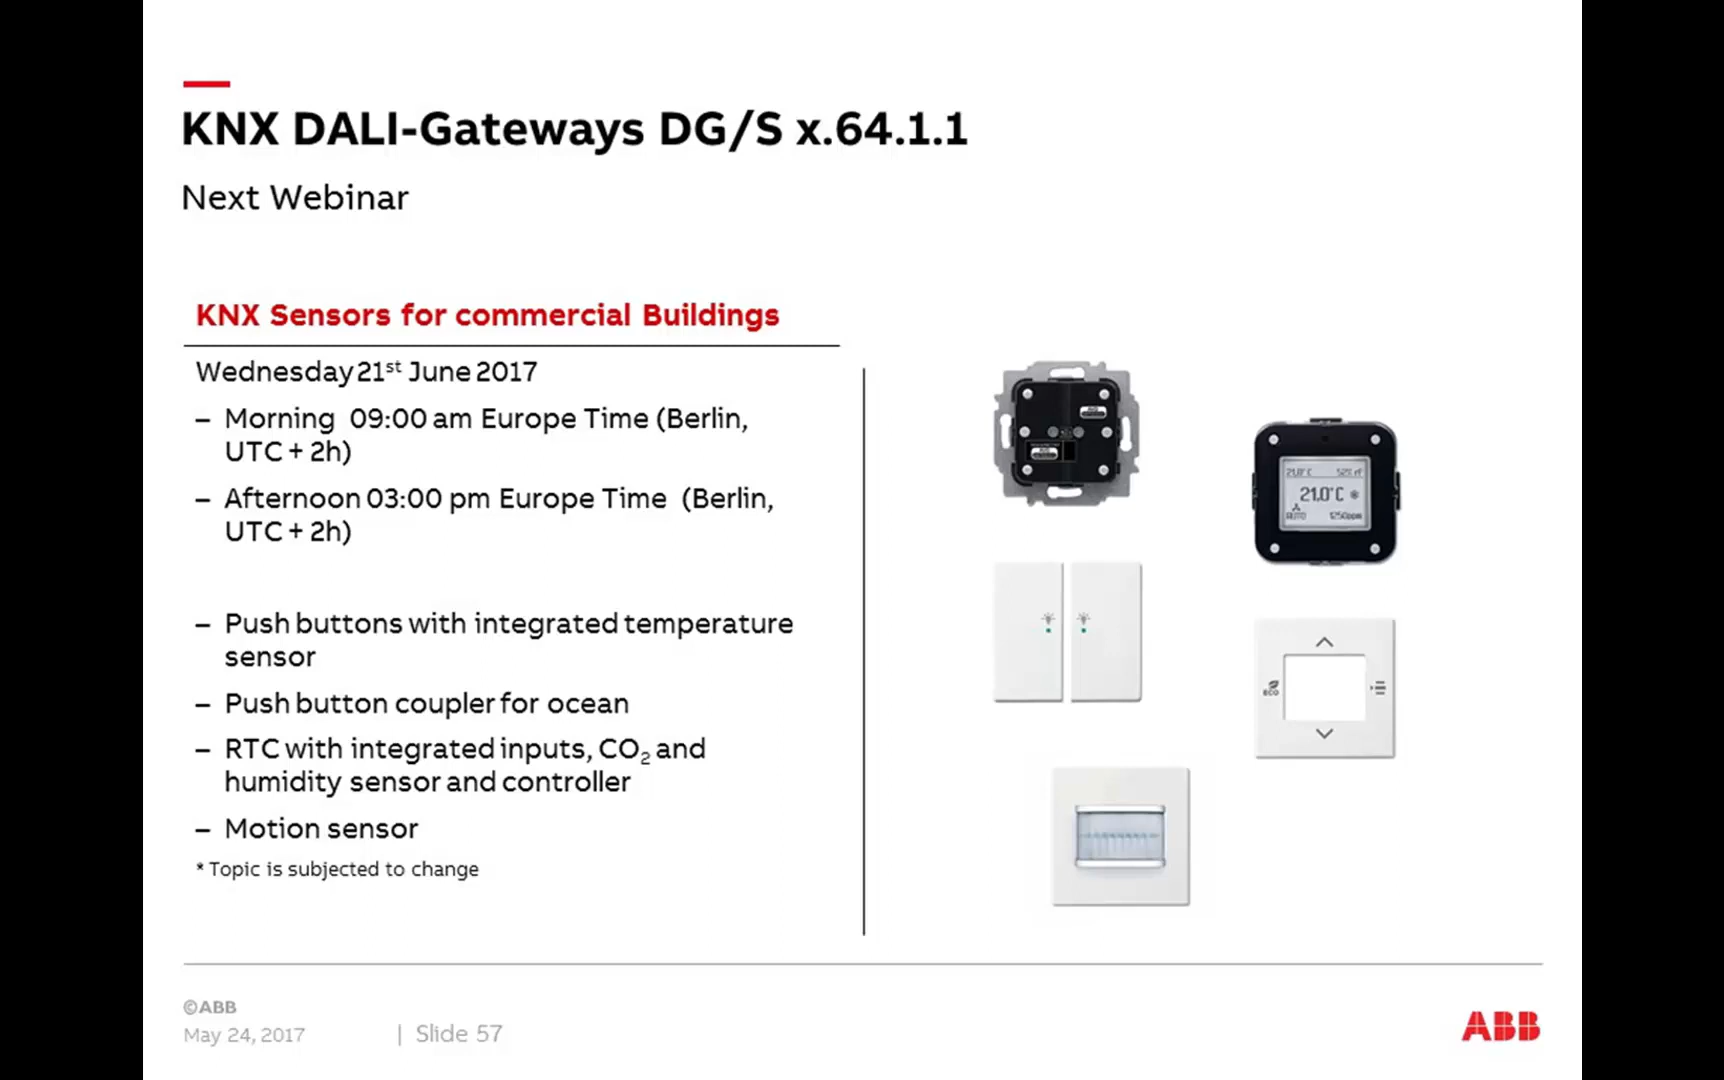 KNX DALI-Gateways DG/S x.64.1.1
Next Webinar
KNX Sensors for commercial Buildings
Wednesday 21st June 2017
– Morning 09:00 am Europe Time (Berlin,
UTC + 2h)
– Afternoon 03:00 pm Europe Time (Berlin,
UTC + 2h)
– Push buttons with integrated temperature
sensor
– Push button coupler for ocean
– RTC with integrated inputs, CO2 and
humidity sensor and controller
– Motion sensor
* Topic is subjected to change
21.0°C
AUTO 1250ppm
ECO
©ABB
May 24, 2017 | Slide 57
ABB